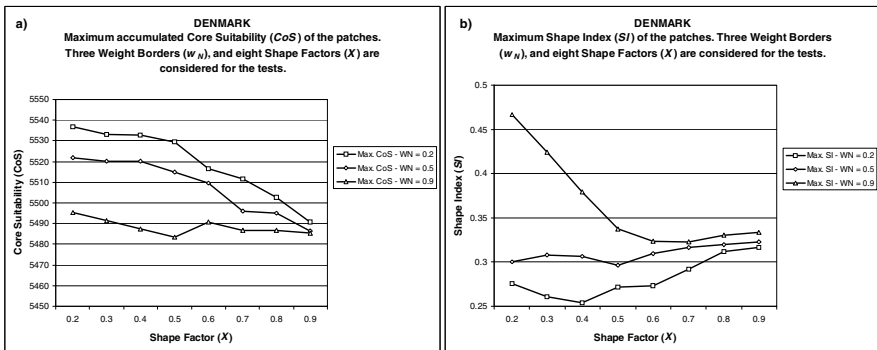 a)
DENMARK
Maximum accumulated Core Suitability (CoS) of the patches.
Three Weight Borders (w N), and eight Shape Factors (X) are
considered for the tests.
5550
5540
5530
5520
5510
5500
5490
5480
5470
5460
5450
Core Suitability (CoS)
0.2 0.3 0.4 0.5 0.6 0.7 0.8 0.9
Shape Factor (X)
Max. CoS - WN = 0.2
Max. CoS - WN = 0.5
Max. CoS - WN = 0.9
b)
DENMARK
Maximum Shape Index (SI) of the patches. Three Weight Borders
(w N), and eight Shape Factors (X) are considered for the tests.
0.5
0.45
0.4
0.35
0.3
0.25
Shape Index (SI)
0.2 0.3 0.4 0.5 0.6 0.7 0.8 0.9
Shape Factor (X)
Max. SI - WN = 0.2
Max. SI - WN = 0.5
Max. SI - WN = 0.9